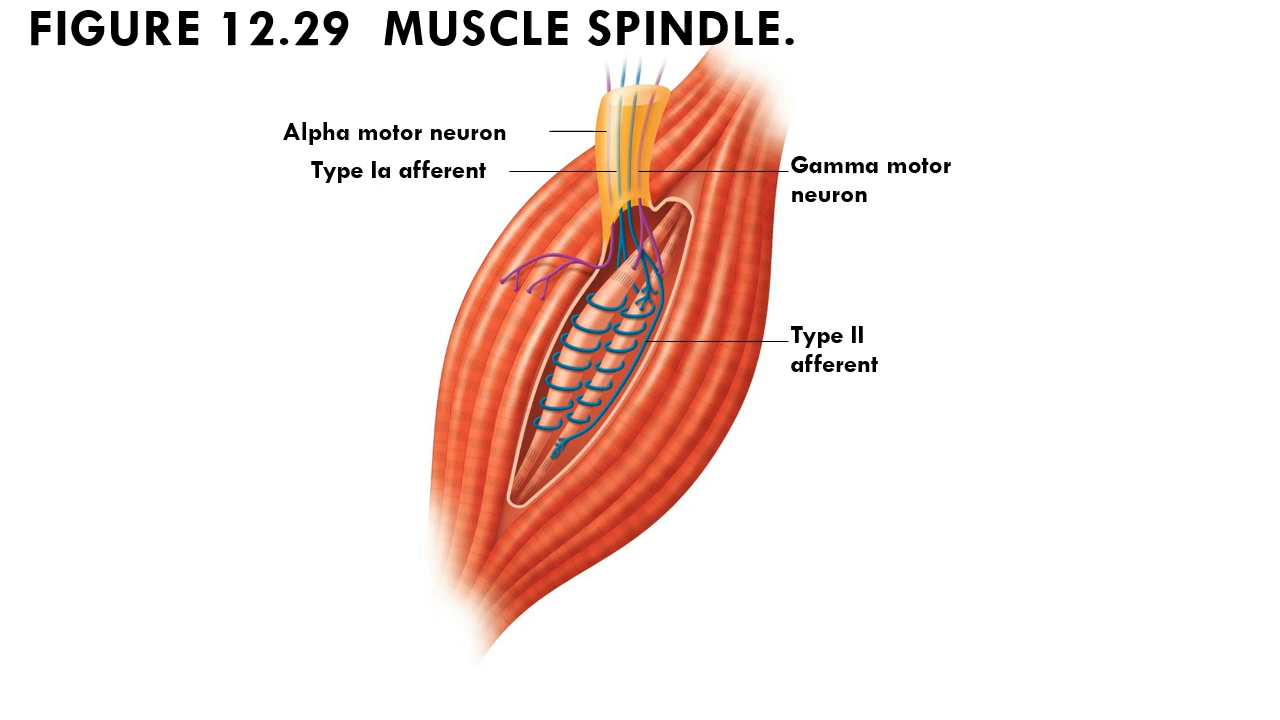 FIGURE 12.29 MUSCLE SPINDLE.
Alpha motor neuron
Type Ia afferent
Gamma motor
neuron
Type II
afferent